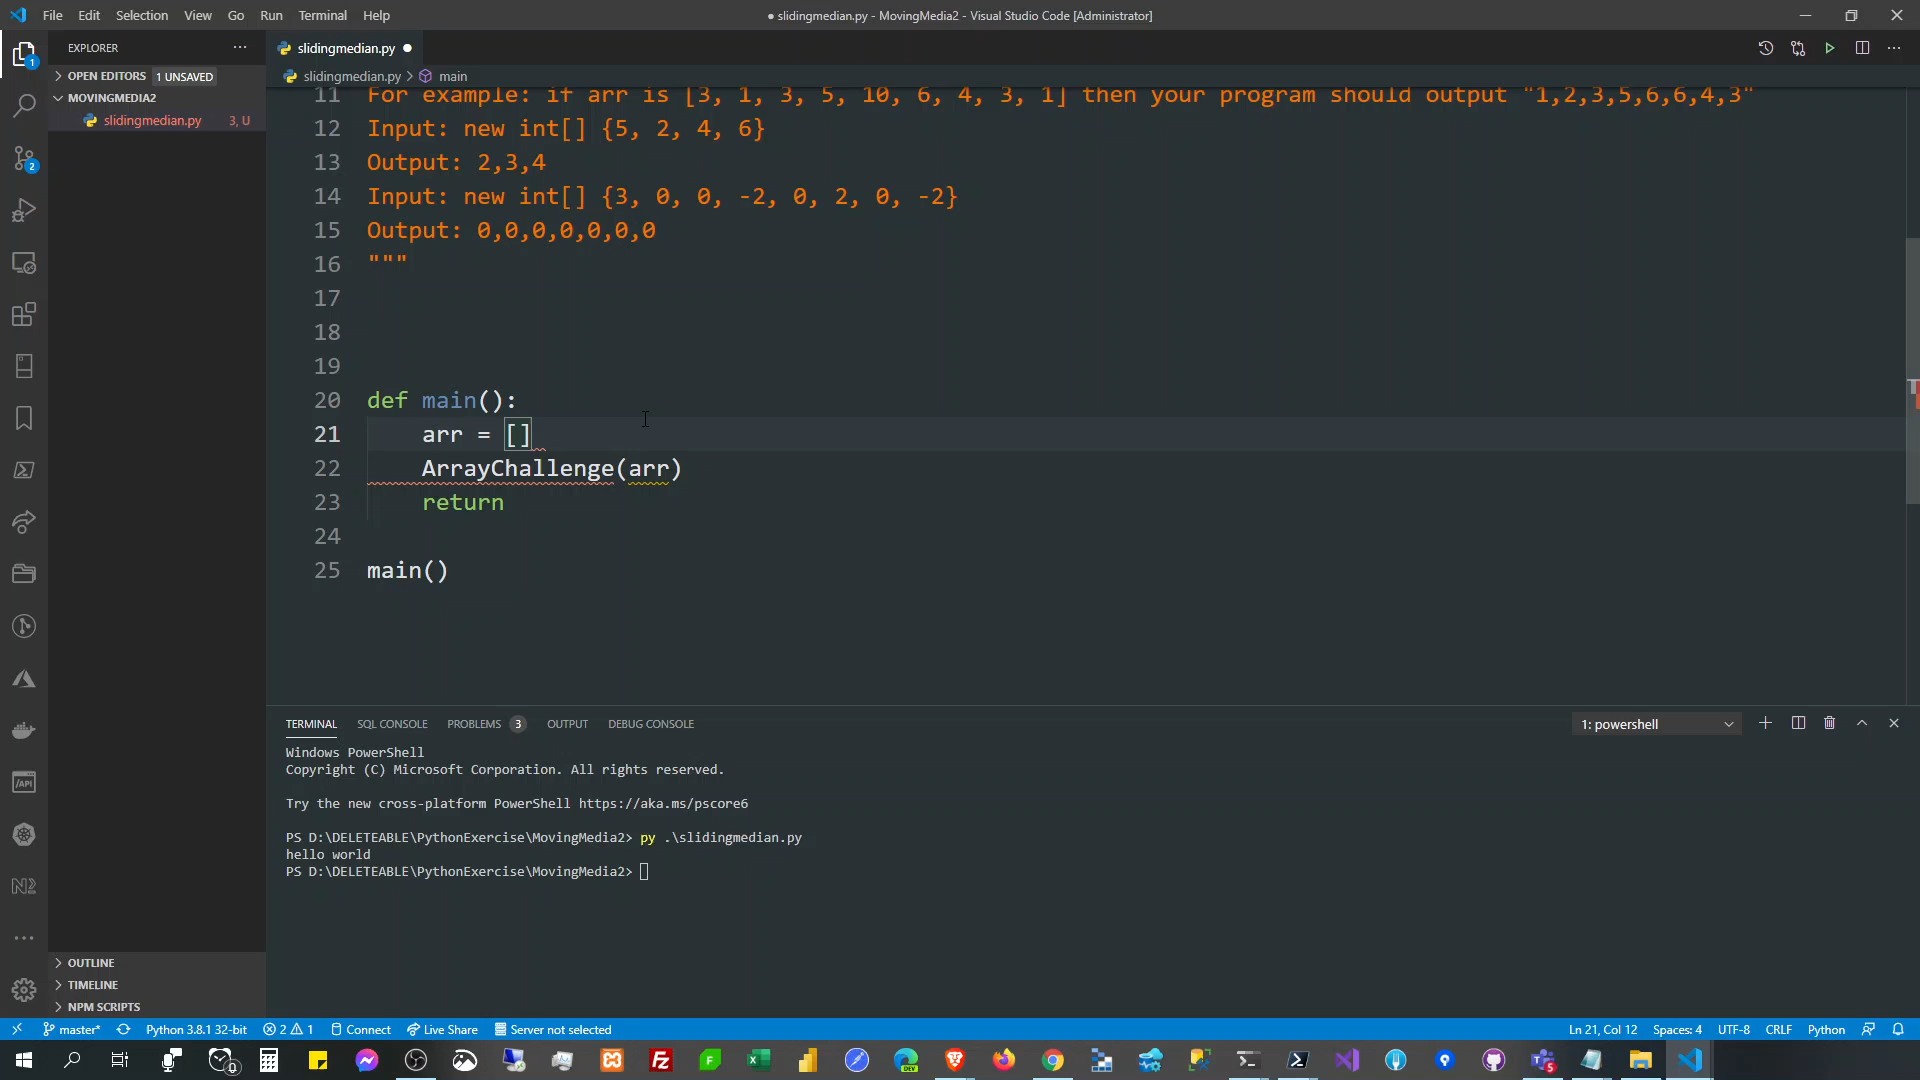 File Edit Selection View Go Run Terminal Help
● slidingmedian.py - MovingMedia2 - Visual Studio Code [Administrator]
EXPLORER
OPEN EDITORS 1 UNSAVED
MOVINGMEDIA2
slidingmedian.py 3, U
1
2
slidingmedian.py
slidingmedian.py > main
11 For example: if arr is [3, 1, 3, 5, 10, 6, 4, 3, 1] then your program should output "1,2,3,5,6,6,4,3"
12 Input: new int[] {5, 2, 4, 6}
13 Output: 2,3,4
14 Input: new int[] {3, 0, 0, -2, 0, 2, 0, -2}
15 Output: 0,0,0,0,0,0,0
16 """
17
18
19
20 def main():
21     arr = []
22     ArrayChallenge(arr)
23     return
24
25 main()
TERMINAL SQL CONSOLE PROBLEMS 3 OUTPUT DEBUG CONSOLE
1: powershell
Windows PowerShell
Copyright (C) Microsoft Corporation. All rights reserved.
Try the new cross-platform PowerShell https://aka.ms/pscore6
PS D:\DELETEABLE\PythonExercise\MovingMedia2> py .\slidingmedian.py
hello world
PS D:\DELETEABLE\PythonExercise\MovingMedia2>
OUTLINE
TIMELINE
NPM SCRIPTS
master* Python 3.8.1 32-bit 2 1 Connect Live Share Server not selected
Ln 21, Col 12 Spaces: 4 UTF-8 CRLF Python